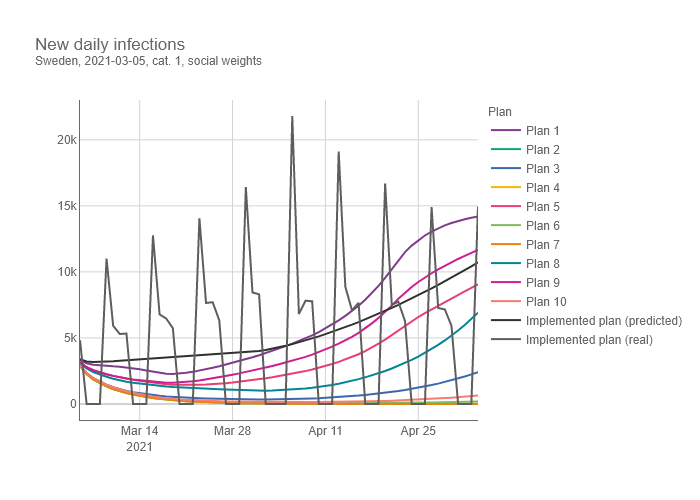 New daily infections
Sweden, 2021-03-05, cat. 1, social weights
Plan
Plan 1
Plan 2
Plan 3
Plan 4
Plan 5
Plan 6
Plan 7
Plan 8
Plan 9
Plan 10
Implemented plan (predicted)
Implemented plan (real)
20k
15k
10k
5k
0
Mar 14
2021
Mar 28
Apr 11
Apr 25